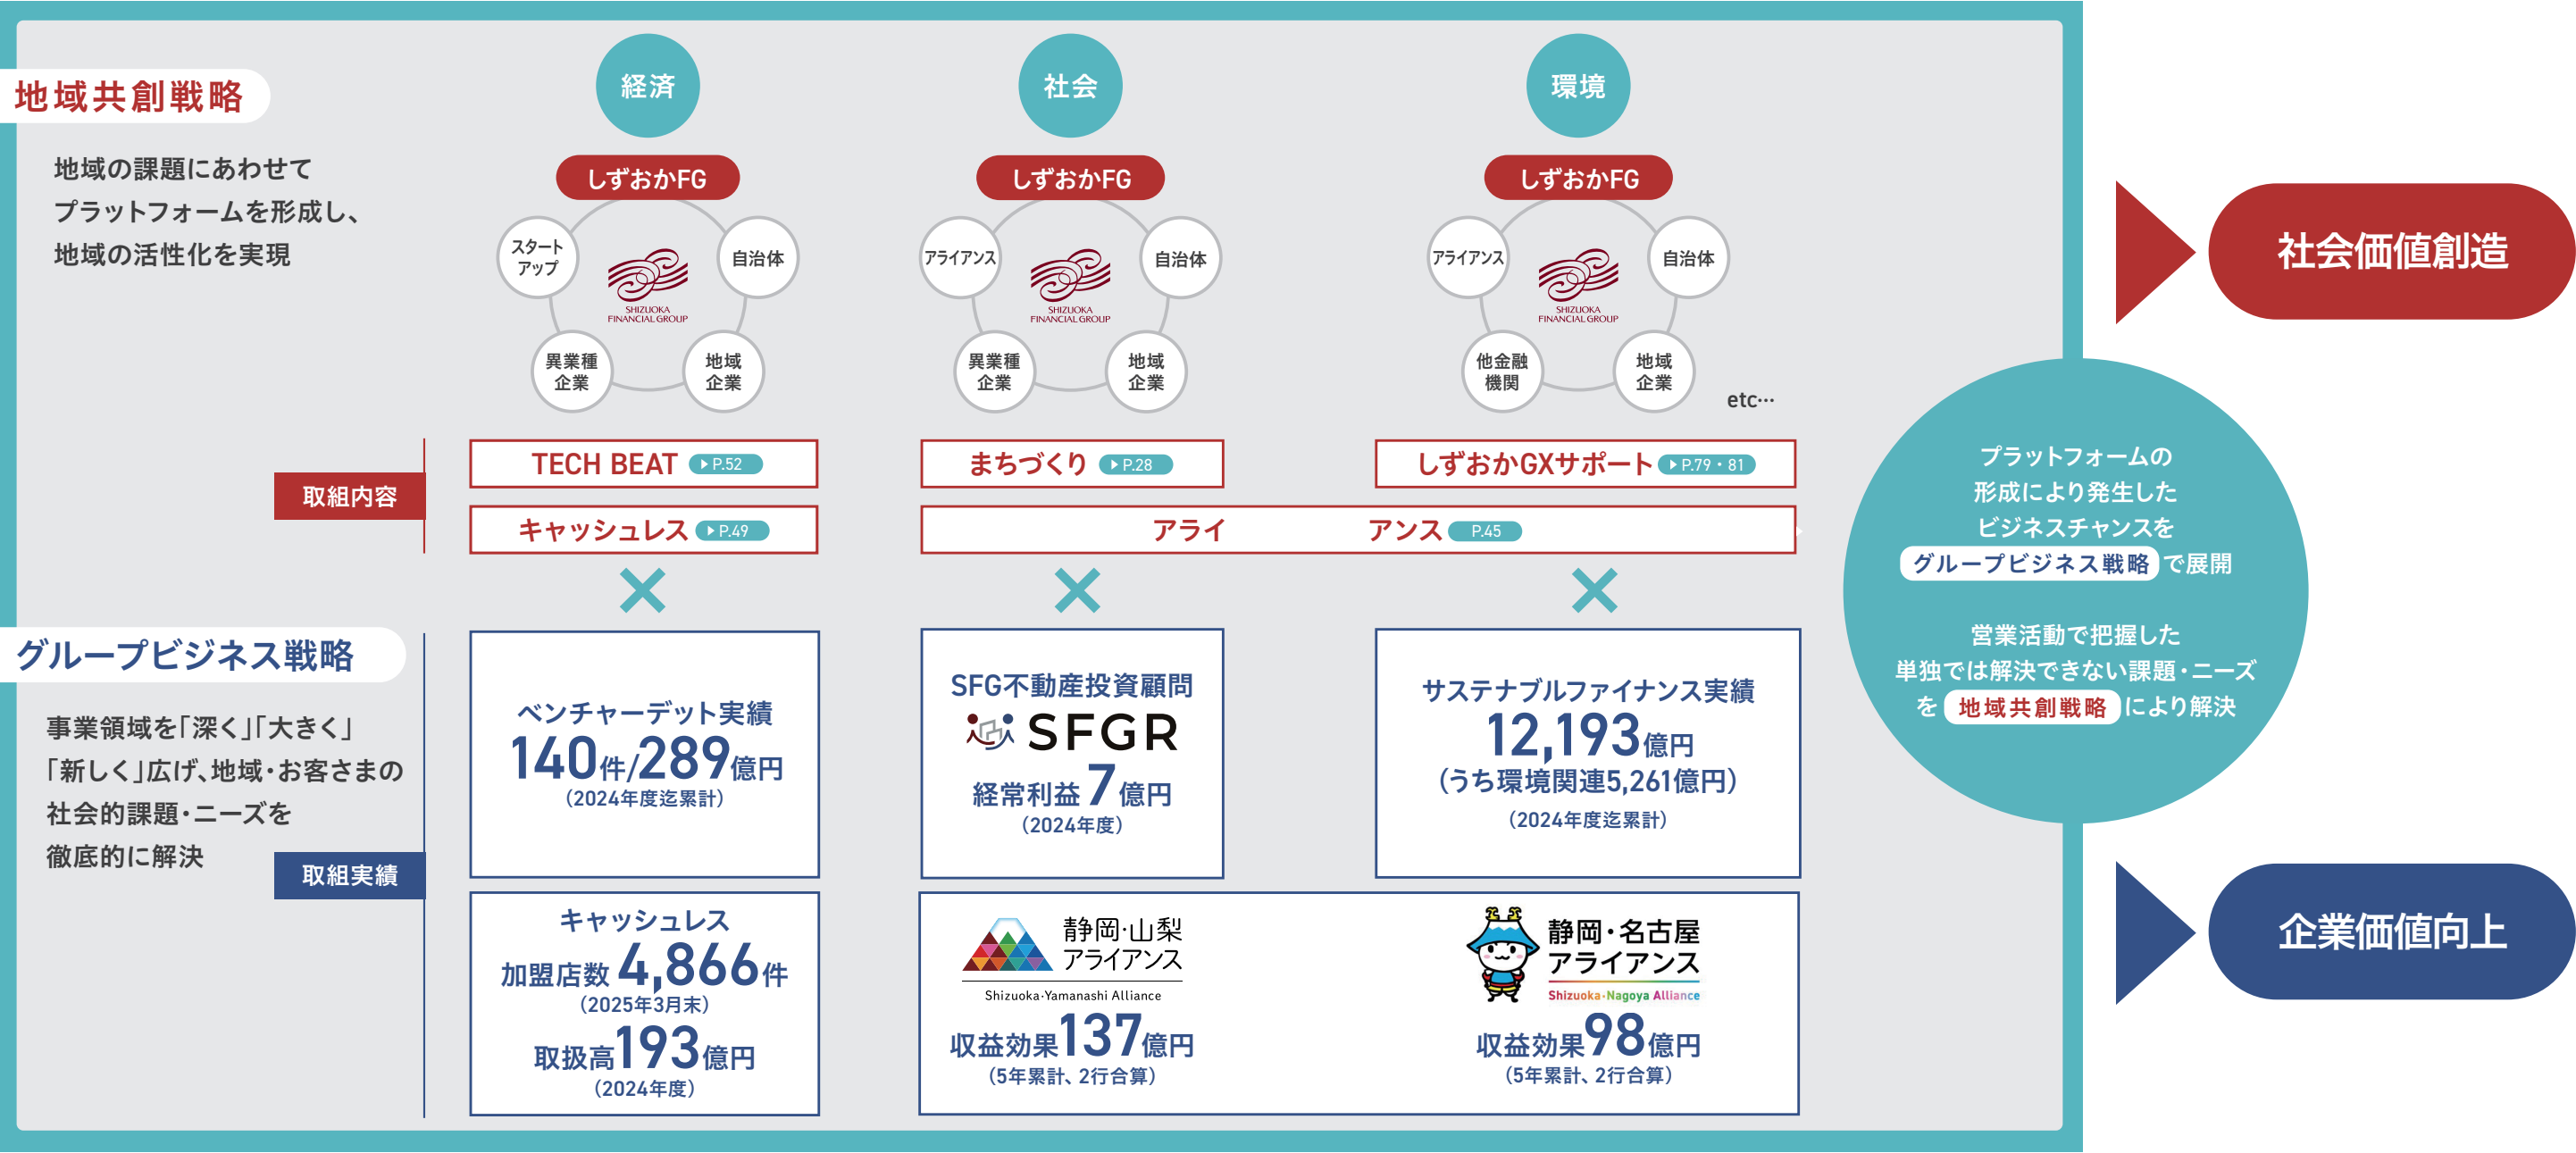 地域共創戦略
地域の課題にあわせて
プラットフォームを形成し、
地域の活性化を実現
経済
しずおかFG
スタート
アップ
自治体
SHIZUOKA
FINANCIAL GROUP
異業種
企業
地域
企業
社会
しずおかFG
アライアンス
自治体
SHIZUOKA
FINANCIAL GROUP
異業種
企業
地域
企業
環境
しずおかFG
アライアンス
自治体
SHIZUOKA
FINANCIAL GROUP
他金融
機関
地域
企業
etc…
取組内容
TECH BEAT P.52
まちづくり P.28
しずおかGXサポート P.79・81
キャッシュレス P.49
アライアンス P.45
×
×
×
グループビジネス戦略
事業領域を「深く」「大きく」
「新しく」広げ、地域・お客さまの
社会的課題・ニーズを
徹底的に解決
取組実績
ベンチャーデット実績
140件/289億円
（2024年度迄累計）
SFG不動産投資顧問
SFGR
経常利益 7億円
（2024年度）
サステナブルファイナンス実績
12,193億円
（うち環境関連5,261億円）
（2024年度迄累計）
キャッシュレス
加盟店数 4,866件
（2025年3月末）
取扱高193億円
（2024年度）
静岡・山梨
アライアンス
Shizuoka-Yamanashi Alliance
収益効果137億円
（5年累計、2行合算）
静岡・名古屋
アライアンス
Shizuoka-Nagoya Alliance
収益効果98億円
（5年累計、2行合算）
プラットフォームの
形成により発生した
ビジネスチャンスを
グループビジネス戦略で展開
営業活動で把握した
単独では解決できない課題・ニーズ
を地域共創戦略により解決
社会価値創造
企業価値向上